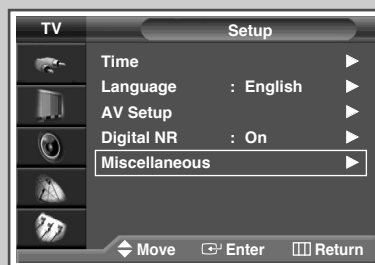 TV Setup
Time
Language : English
AV Setup
Digital NR : On
Miscellaneous
Move Enter Return